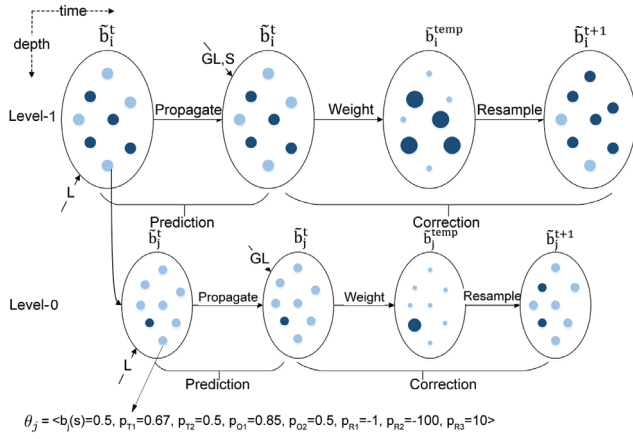 time
depth
b̃ᵢᵗ b̃ᵢᵗ b̃ᵢᵗᵉᵐᵖ b̃ᵢᵗ⁺¹
GL,S
Level-1 Propagate Weight Resample
L
Prediction Correction
b̃ⱼᵗ b̃ⱼᵗ b̃ⱼᵗᵉᵐᵖ b̃ⱼᵗ⁺¹
GL
Level-0 Propagate Weight Resample
L
Prediction Correction
θⱼ = <bⱼ(s)=0.5, p_T1=0.67, p_T2=0.5, p_O1=0.85, p_O2=0.5, p_R1=-1, p_R2=-100, p_R3=10>